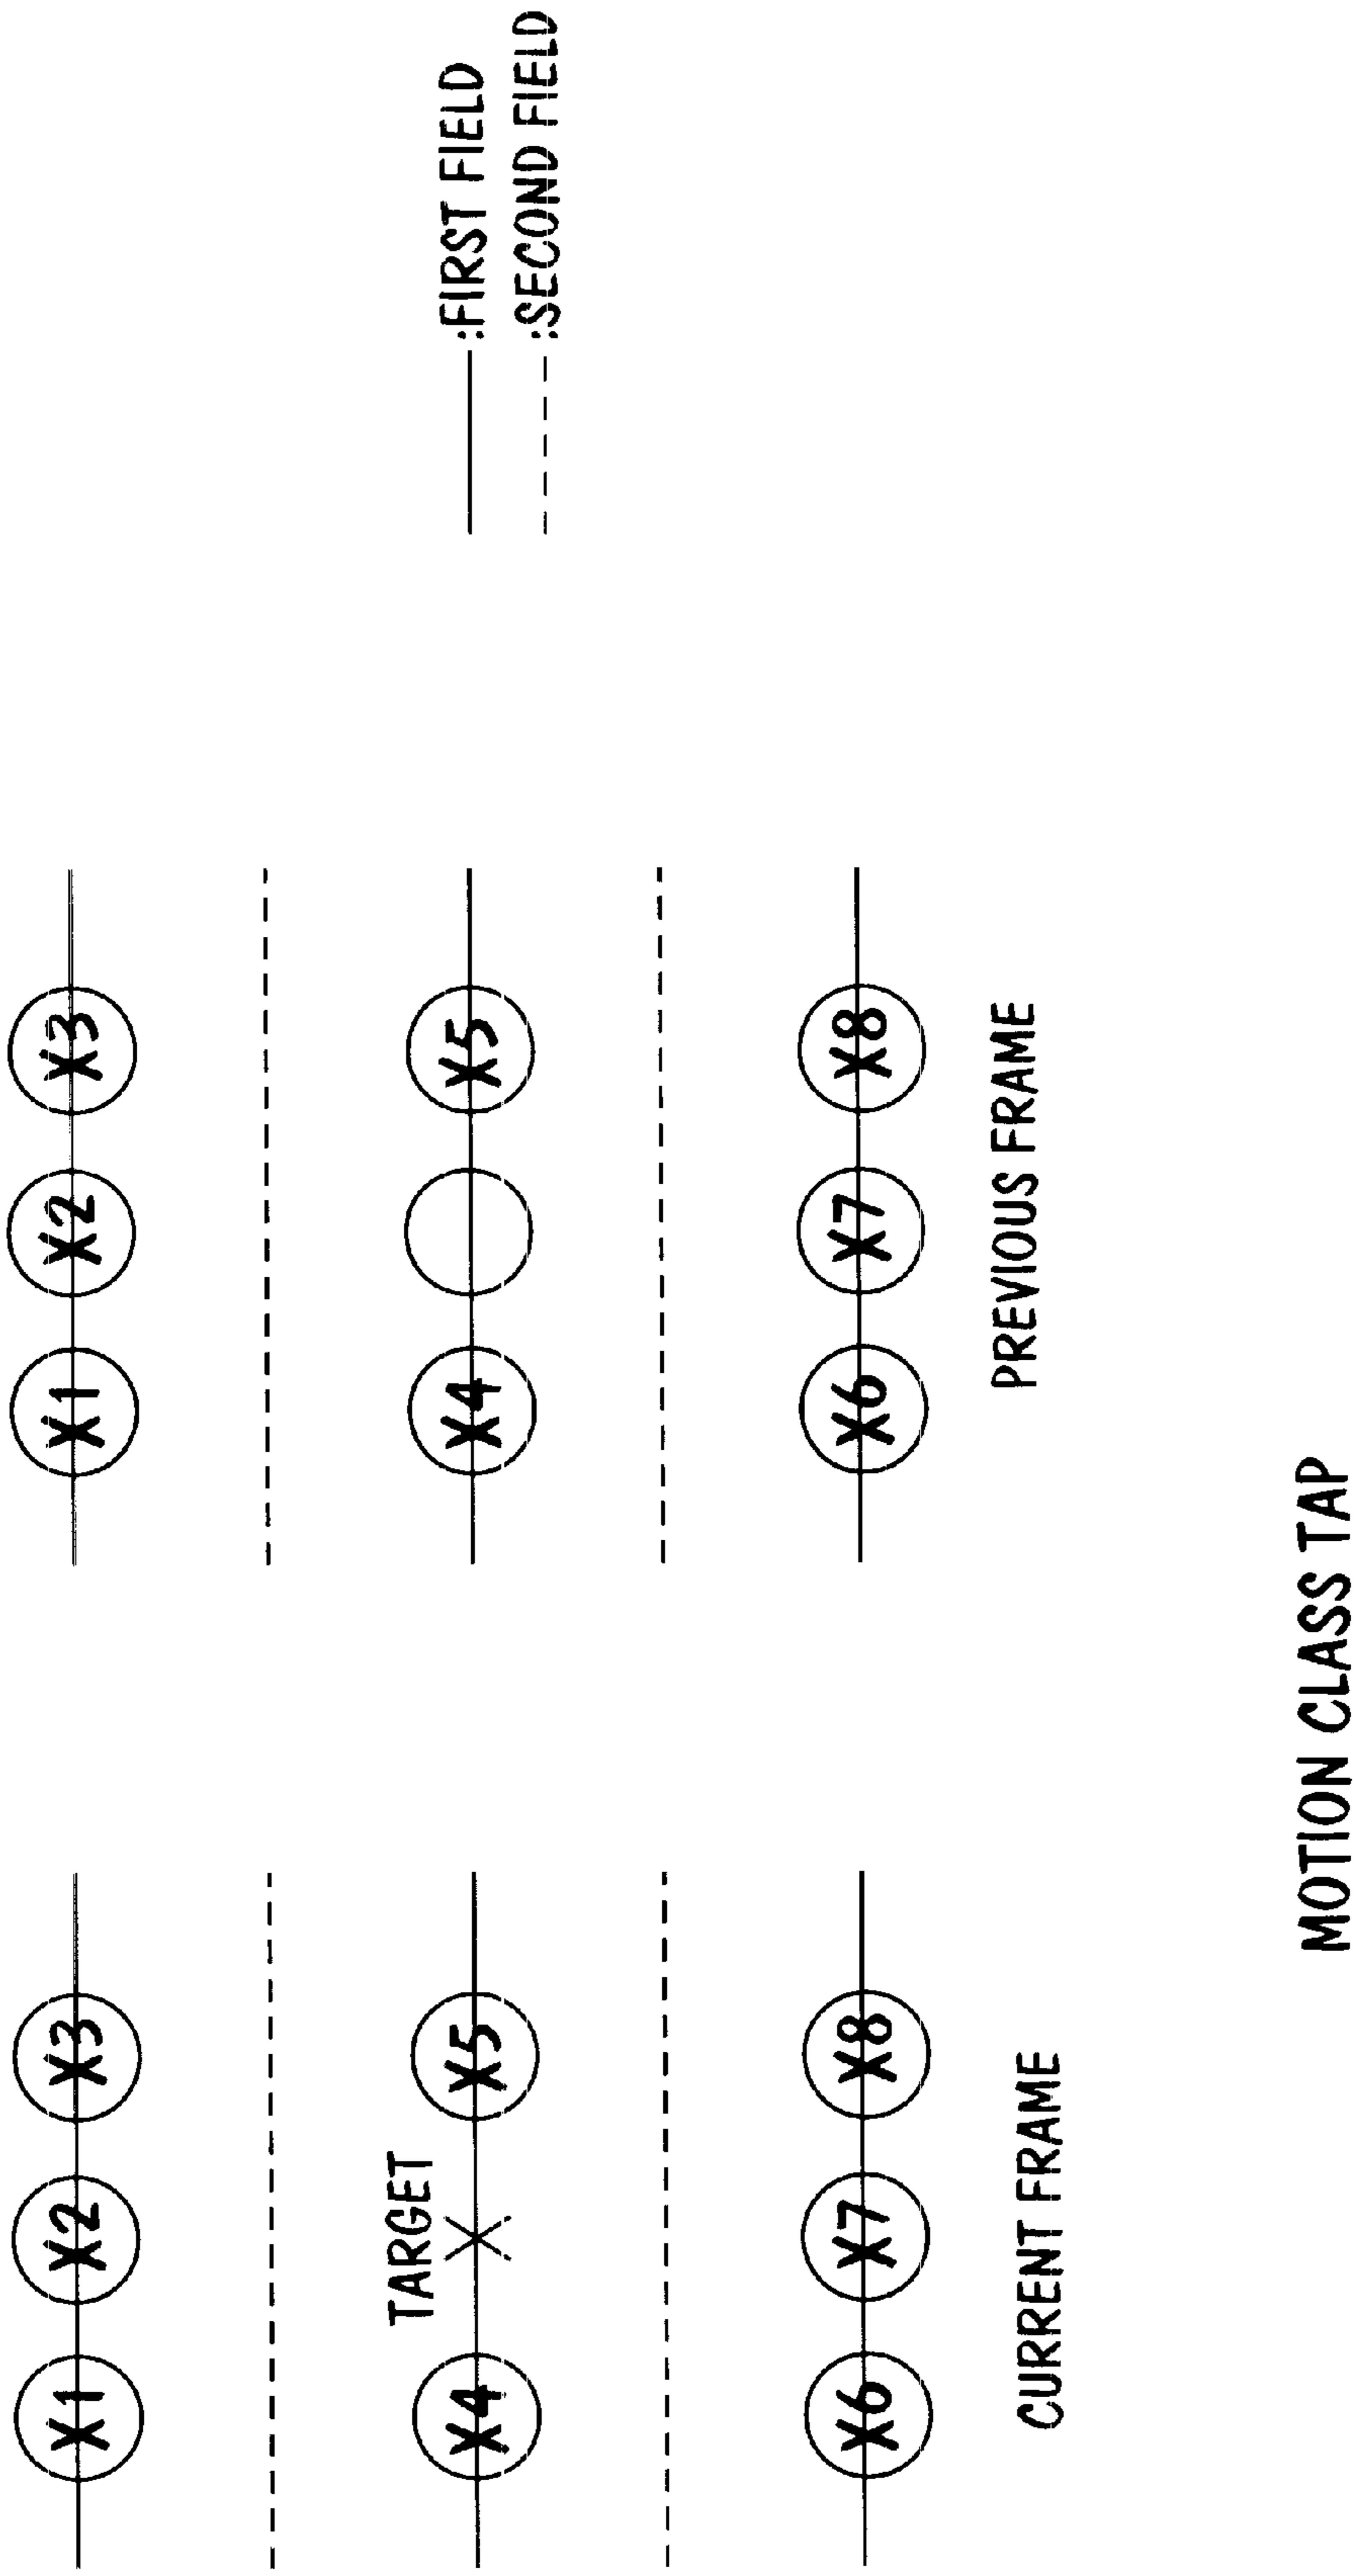 X1 X2 X3 X1 X2 X3
TARGET
X4 X5 X4 X5
:FIRST FIELD
:SECOND FIELD
X6 X7 X8 X6 X7 X8
CURRENT FRAME
PREVIOUS FRAME
MOTION CLASS TAP